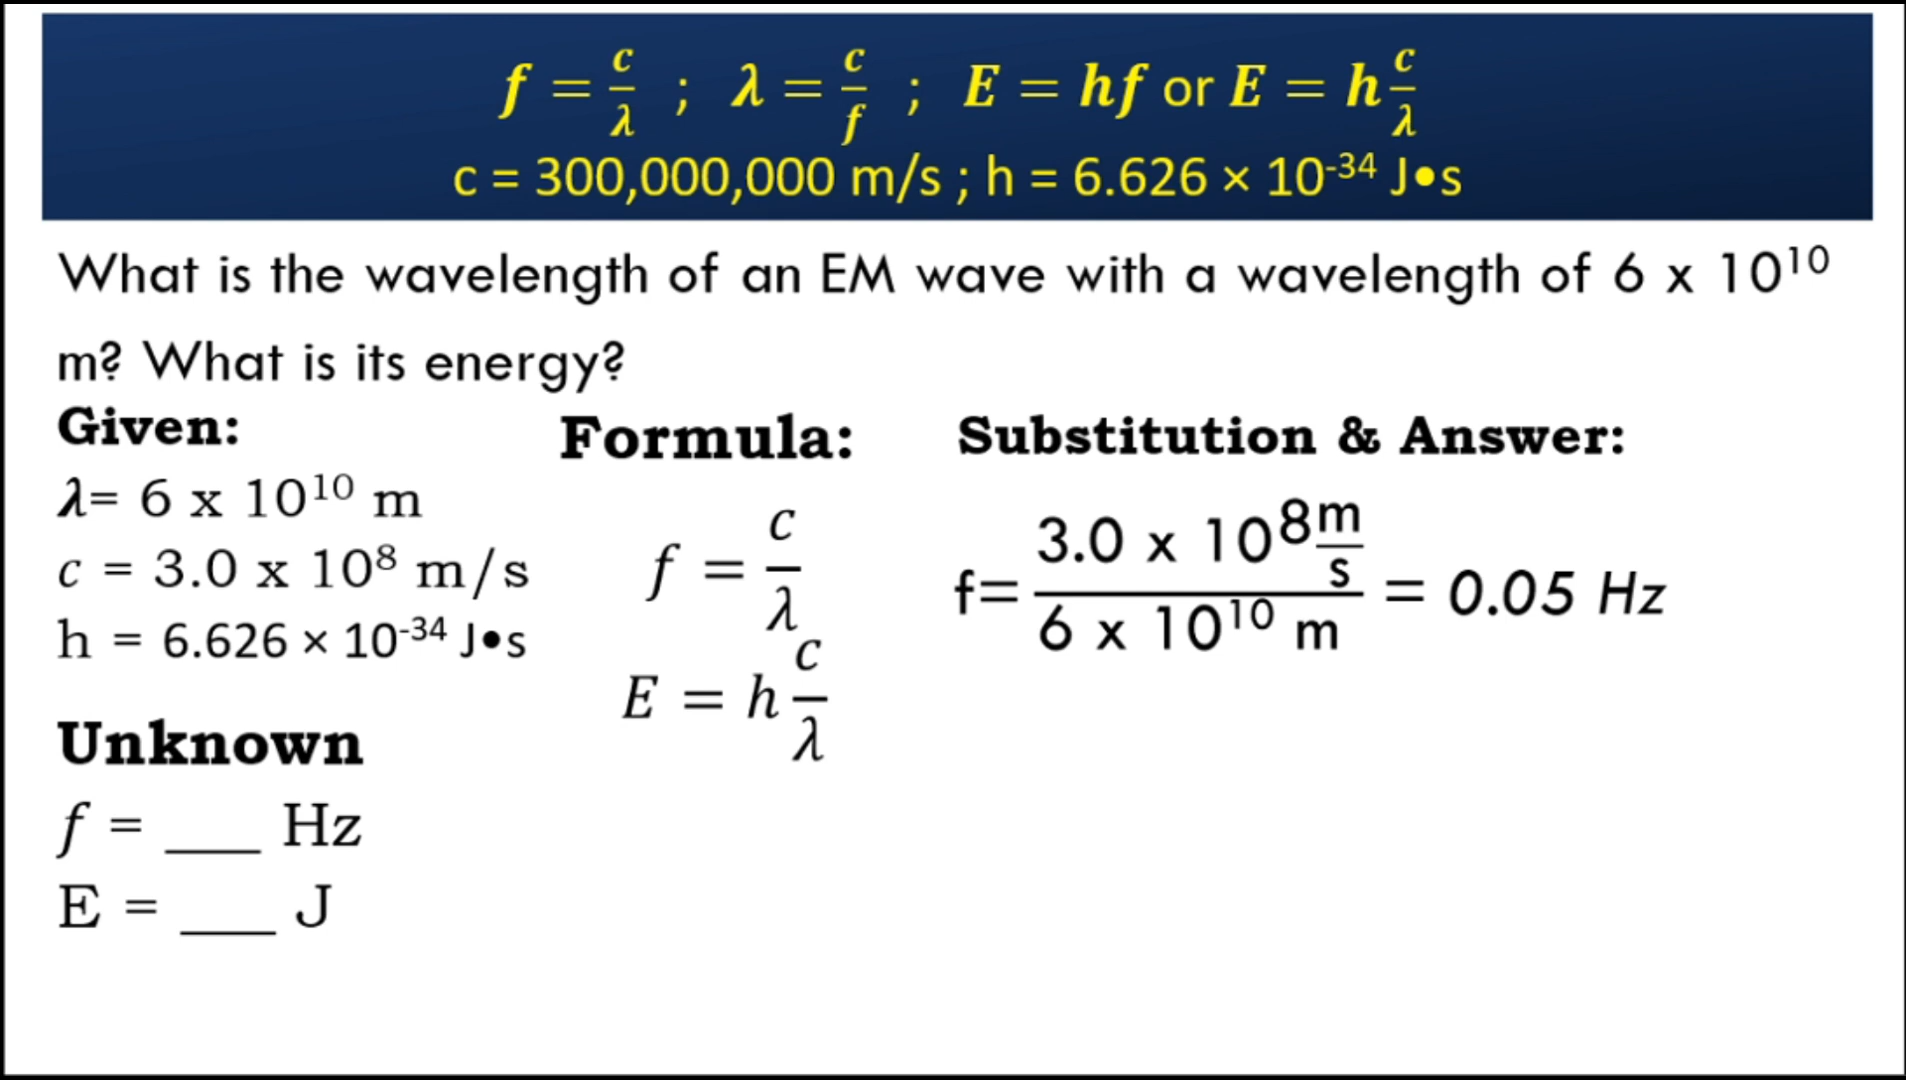 f = c/λ ; λ = c/f ; E = hf or E = h c/λ
c = 300,000,000 m/s ; h = 6.626 × 10⁻³⁴ J•s
What is the wavelength of an EM wave with a wavelength of 6 x 10¹⁰
m? What is its energy?
Given:
λ= 6 x 10¹⁰ m
c = 3.0 x 10⁸ m/s
h = 6.626 × 10⁻³⁴ J•s
Unknown
f = ___ Hz
E = ___ J
Formula:
f = c/λ
E = h c/λ
Substitution & Answer:
f= 3.0 x 10⁸ m/s / 6 x 10¹⁰ m = 0.05 Hz